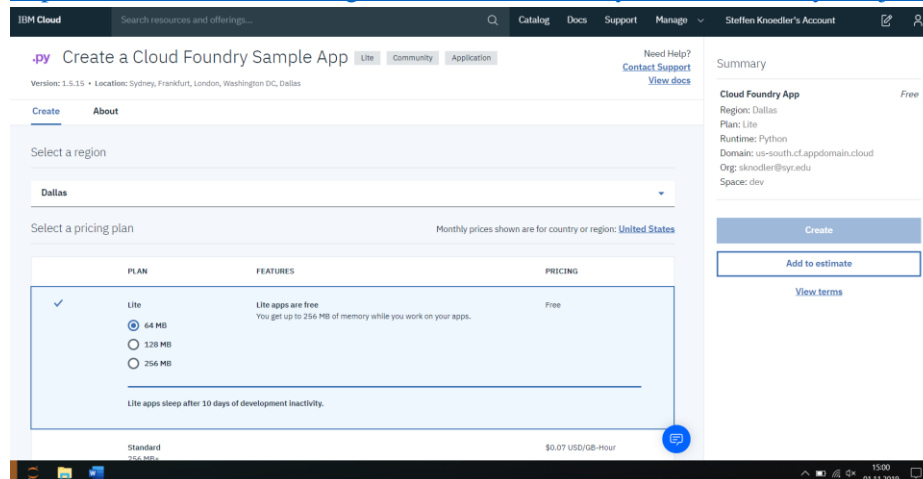 IBM Cloud
Search resources and offerings...
Catalog Docs Support Manage Steffen Knoedler's Account
.py Create a Cloud Foundry Sample App Lite Community Application
Need Help?
Contact Support
View docs
Version: 1.5.15 • Location: Sydney, Frankfurt, London, Washington DC, Dallas
Create About
Select a region
Dallas
Select a pricing plan Monthly prices shown are for country or region: United States
PLAN FEATURES PRICING
Lite Lite apps are free Free
You get up to 256 MB of memory while you work on your apps.
64 MB
128 MB
256 MB
Lite apps sleep after 10 days of development inactivity.
Standard $0.07 USD/GB-Hour
256 MB+
Summary
Cloud Foundry App Free
Region: Dallas
Plan: Lite
Runtime: Python
Domain: us-south.cf.appdomain.cloud
Org: sknodler@syr.edu
Space: dev
Create
Add to estimate
View terms
15:00
01.11.2019